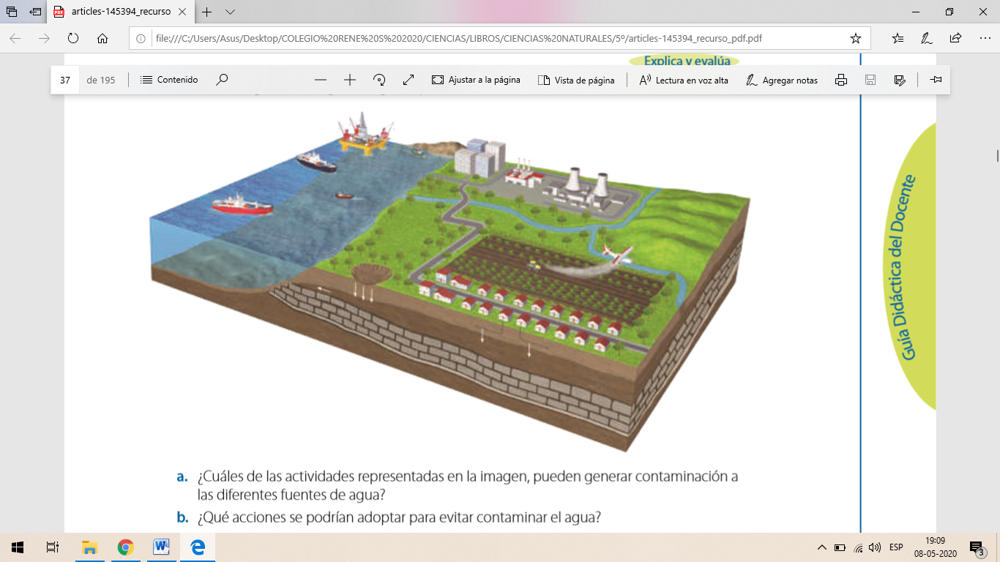 articles-145394_recurso
file:///C:/Users/Asus/Desktop/COLEGIO%20RENE%20S%202020/CIENCIAS/LIBROS/CIENCIAS%20NATURALES/5º/articles-145394_recurso_pdf.pdf
Explica y evalúa
37 de 195 Contenido Ajustar a la página Vista de página Lectura en voz alta Agregar notas
Guía Didáctica del Docente
a. ¿Cuáles de las actividades representadas en la imagen, pueden generar contaminación a
las diferentes fuentes de agua?
b. ¿Qué acciones se podrían adoptar para evitar contaminar el agua?
ESP
19:09
08-05-2020
3